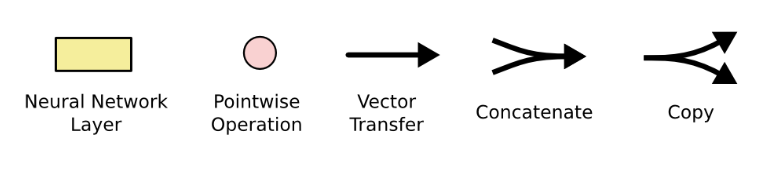 Neural Network
Layer
Pointwise
Operation
Vector
Transfer
Concatenate
Copy